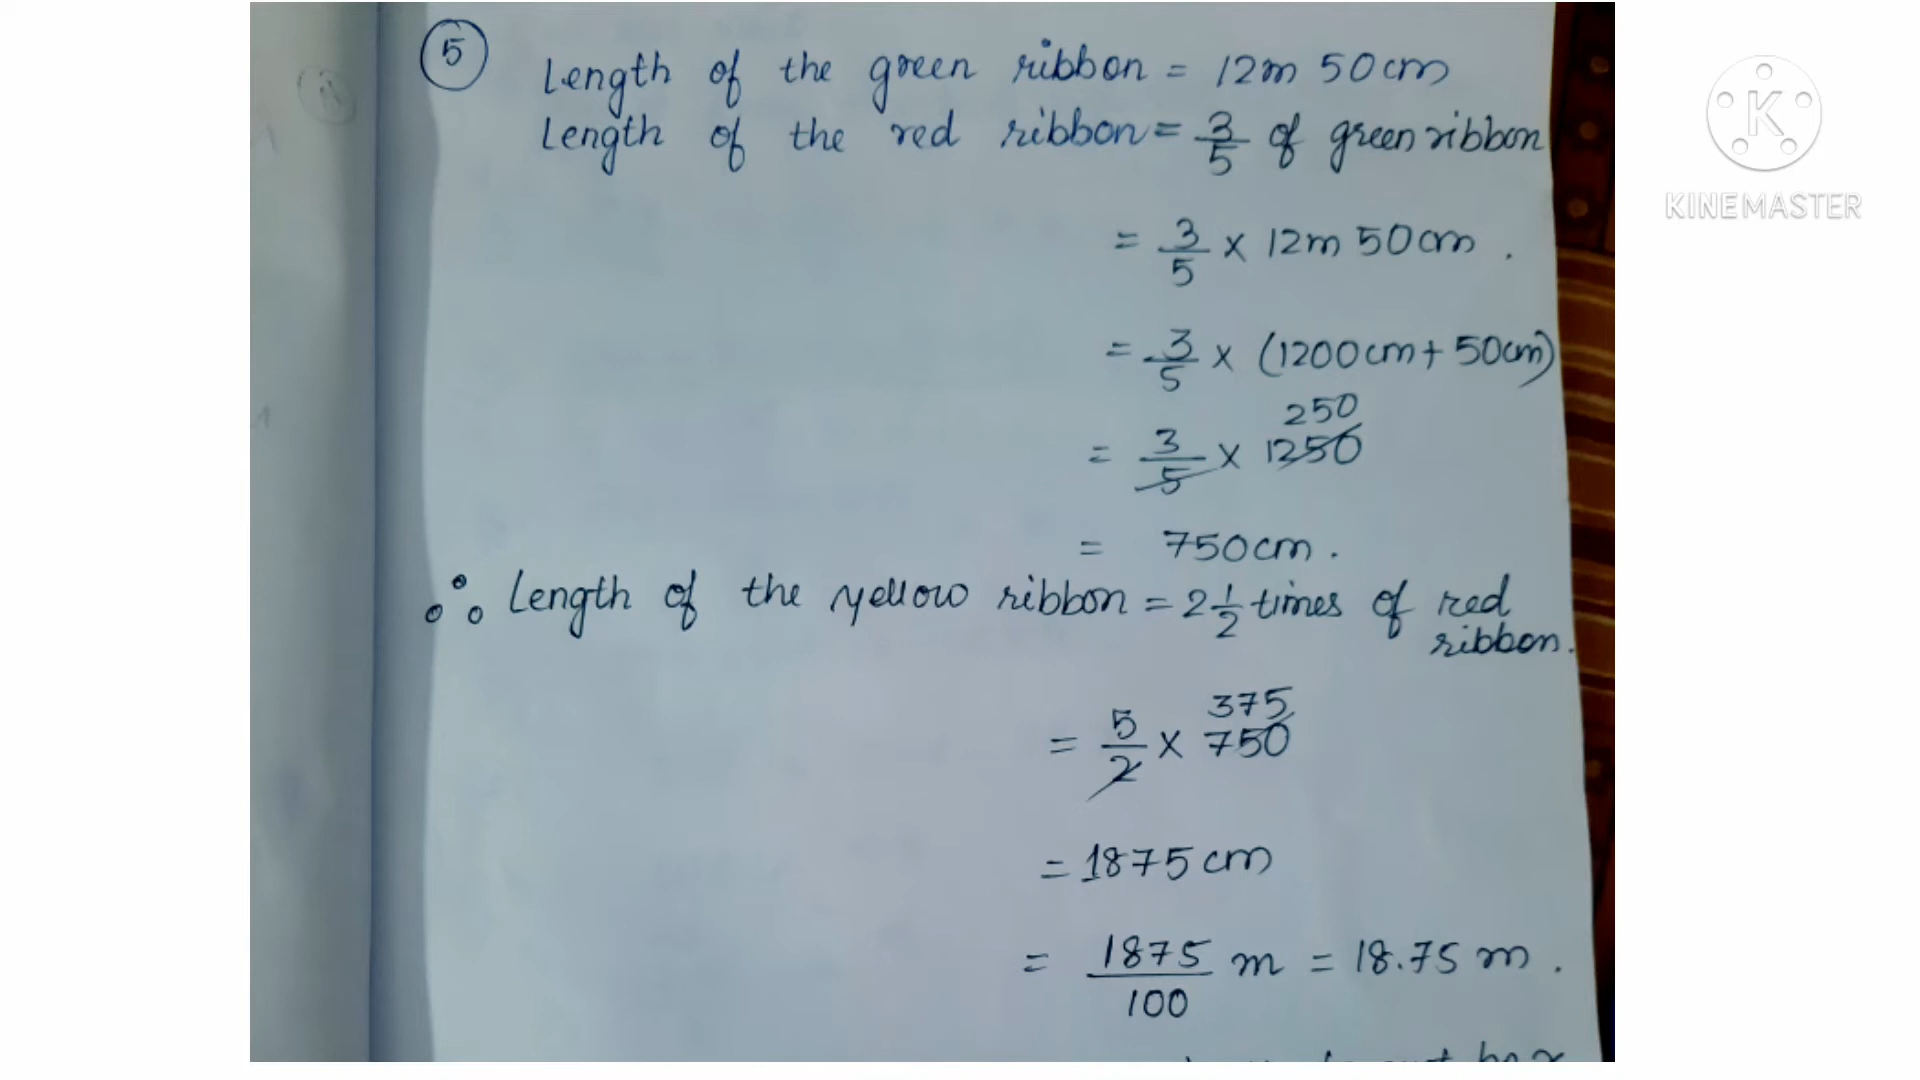 5 Length of the green ribbon = 12m 50cm
Length of the red ribbon = 3/5 of green ribbon
= 3/5 × 12m 50cm .
= 3/5 × (1200cm + 50cm)
250
= 3/5 × 1250
= 750cm .
∴ Length of the yellow ribbon = 2 1/2 times of red
ribbon.
375
= 5/2 × 750
= 1875 cm
= 1875/100 m = 18.75 m .
K
KINEMASTER